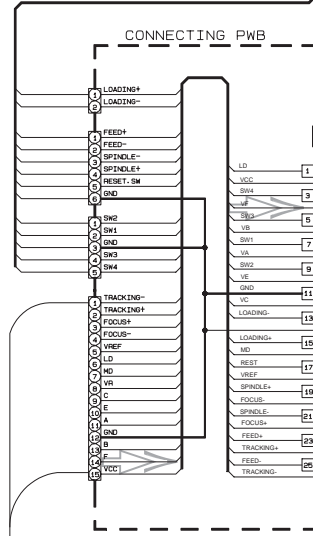 CONNECTING PWB
1 LOADING+
2 LOADING-
1 FEED+
2 FEED-
3 SPINDLE-
4 SPINDLE+
5 RESET.SW
6 GND
1 SW2
2 SW1
3 GND
4 SW3
5 SW4
1 TRACKING-
2 TRACKING+
3 FOCUS+
4 FOCUS-
5 VREF
6 LD
7 MD
8 VR
9 C
10 E
11 A
12 GND
13 B
14 F
15 VCC
LD
1
VCC
SW4
3
VF
SW3
5
VB
SW1
7
VA
SW2
9
VE
GND
11
VC
LOADING-
13
LOADING+
15
MD
REST
17
VREF
SPINDLE+
19
FOCUS-
SPINDLE-
21
FOCUS+
FEED+
23
TRACKING+
FEED-
25
TRACKING-